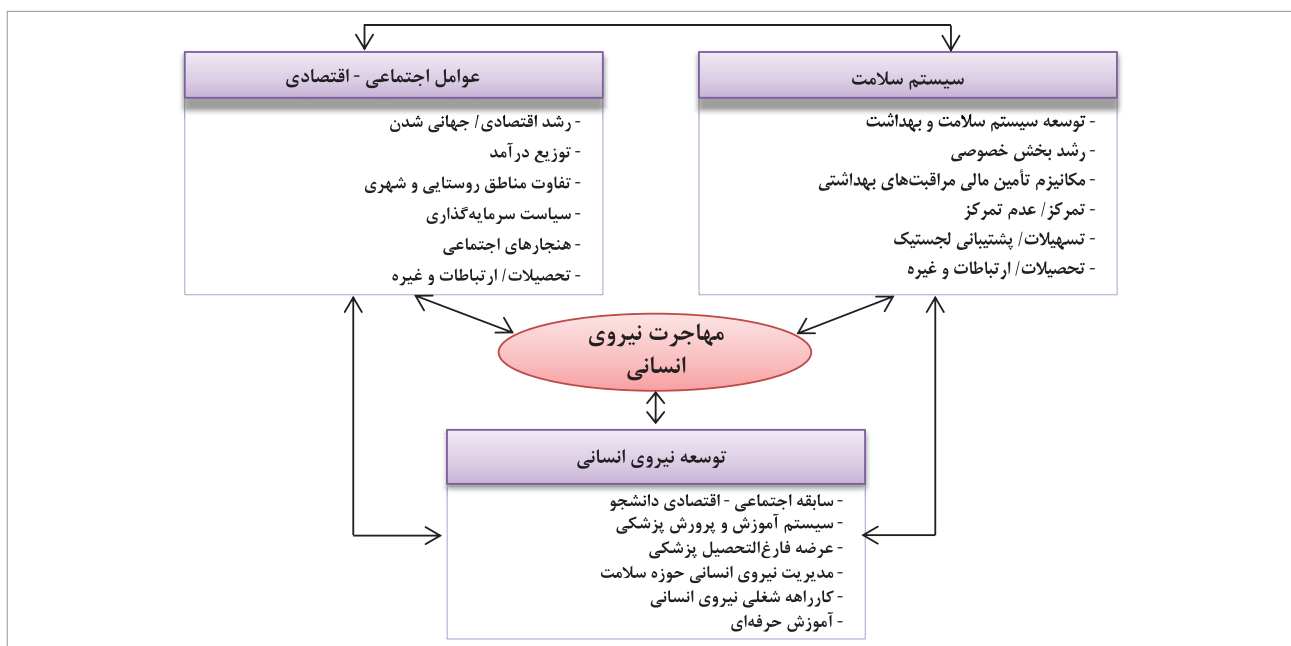 سیستم سلامت
- توسعه سیستم سلامت و بهداشت
- رشد بخش خصوصی
- مکانیزم تأمین مالی مراقبت‌های بهداشتی
- تمرکز/ عدم تمرکز
- تسهیلات/ پشتیبانی لجستیک
- تحصیلات/ ارتباطات و غیره
عوامل اجتماعی - اقتصادی
- رشد اقتصادی/ جهانی شدن
- توزیع درآمد
- تفاوت مناطق روستایی و شهری
- سیاست سرمایه‌گذاری
- هنجارهای اجتماعی
- تحصیلات/ ارتباطات و غیره
مهاجرت نیروی
انسانی
توسعه نیروی انسانی
- سابقه اجتماعی - اقتصادی دانشجو
- سیستم آموزش و پرورش پزشکی
- عرضه فارغ‌التحصیل پزشکی
- مدیریت نیروی انسانی حوزه سلامت
- کارراهه شغلی نیروی انسانی
- آموزش حرفه‌ای